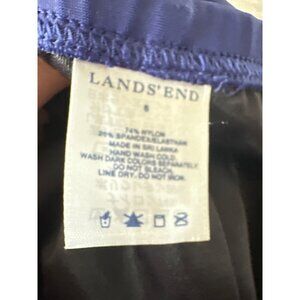 LANDS' END
6
74% NYLON
26% SPANDEX/ELASTHAN
MADE IN SRI LANKA
HAND WASH COLD.
WASH DARK COLORS SEPARATELY.
DO NOT BLEACH.
LINE DRY. DO NOT IRON.